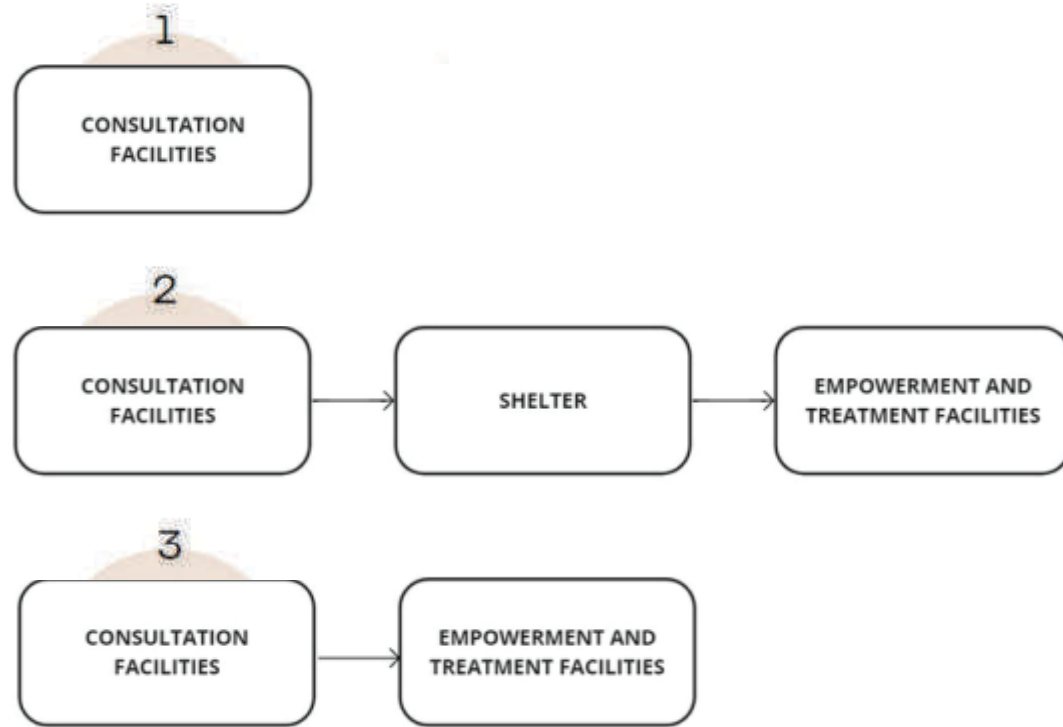 1
CONSULTATION
FACILITIES
2
CONSULTATION
FACILITIES
SHELTER
EMPOWERMENT AND
TREATMENT FACILITIES
3
CONSULTATION
FACILITIES
EMPOWERMENT AND
TREATMENT FACILITIES